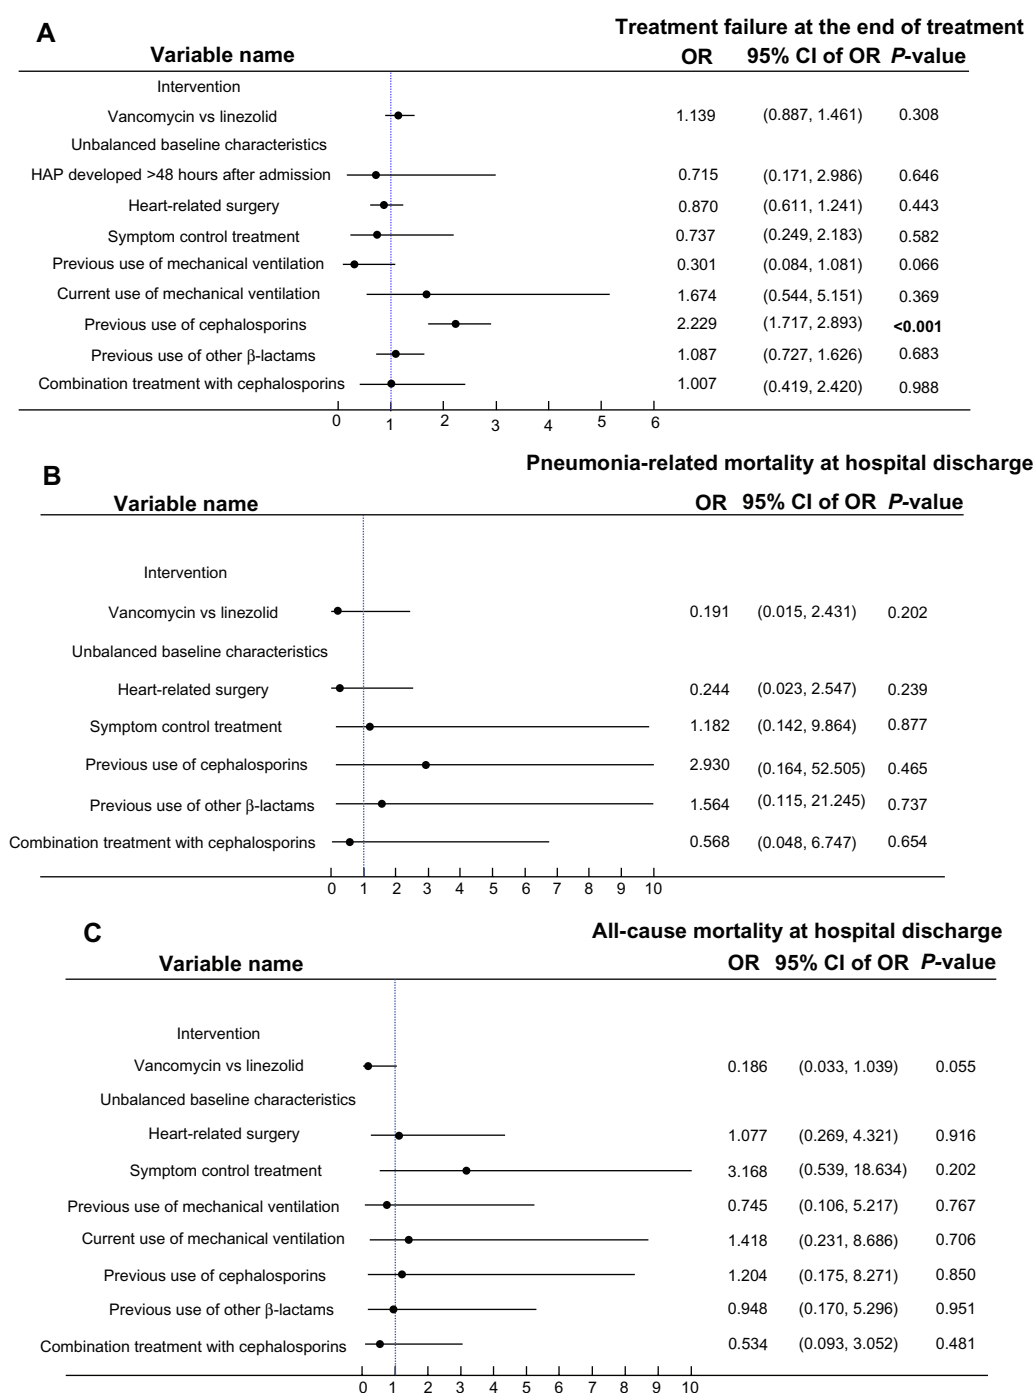 A
Treatment failure at the end of treatment
Variable name OR 95% CI of OR P-value
Intervention
Vancomycin vs linezolid 1.139 (0.887, 1.461) 0.308
Unbalanced baseline characteristics
HAP developed >48 hours after admission 0.715 (0.171, 2.986) 0.646
Heart-related surgery 0.870 (0.611, 1.241) 0.443
Symptom control treatment 0.737 (0.249, 2.183) 0.582
Previous use of mechanical ventilation 0.301 (0.084, 1.081) 0.066
Current use of mechanical ventilation 1.674 (0.544, 5.151) 0.369
Previous use of cephalosporins 2.229 (1.717, 2.893) <0.001
Previous use of other β-lactams 1.087 (0.727, 1.626) 0.683
Combination treatment with cephalosporins 1.007 (0.419, 2.420) 0.988
0 1 2 3 4 5 6
B
Pneumonia-related mortality at hospital discharge
Variable name OR 95% CI of OR P-value
Intervention
Vancomycin vs linezolid 0.191 (0.015, 2.431) 0.202
Unbalanced baseline characteristics
Heart-related surgery 0.244 (0.023, 2.547) 0.239
Symptom control treatment 1.182 (0.142, 9.864) 0.877
Previous use of cephalosporins 2.930 (0.164, 52.505) 0.465
Previous use of other β-lactams 1.564 (0.115, 21.245) 0.737
Combination treatment with cephalosporins 0.568 (0.048, 6.747) 0.654
0 1 2 3 4 5 6 7 8 9 10
C
All-cause mortality at hospital discharge
Variable name OR 95% CI of OR P-value
Intervention
Vancomycin vs linezolid 0.186 (0.033, 1.039) 0.055
Unbalanced baseline characteristics
Heart-related surgery 1.077 (0.269, 4.321) 0.916
Symptom control treatment 3.168 (0.539, 18.634) 0.202
Previous use of mechanical ventilation 0.745 (0.106, 5.217) 0.767
Current use of mechanical ventilation 1.418 (0.231, 8.686) 0.706
Previous use of cephalosporins 1.204 (0.175, 8.271) 0.850
Previous use of other β-lactams 0.948 (0.170, 5.296) 0.951
Combination treatment with cephalosporins 0.534 (0.093, 3.052) 0.481
0 1 2 3 4 5 6 7 8 9 10